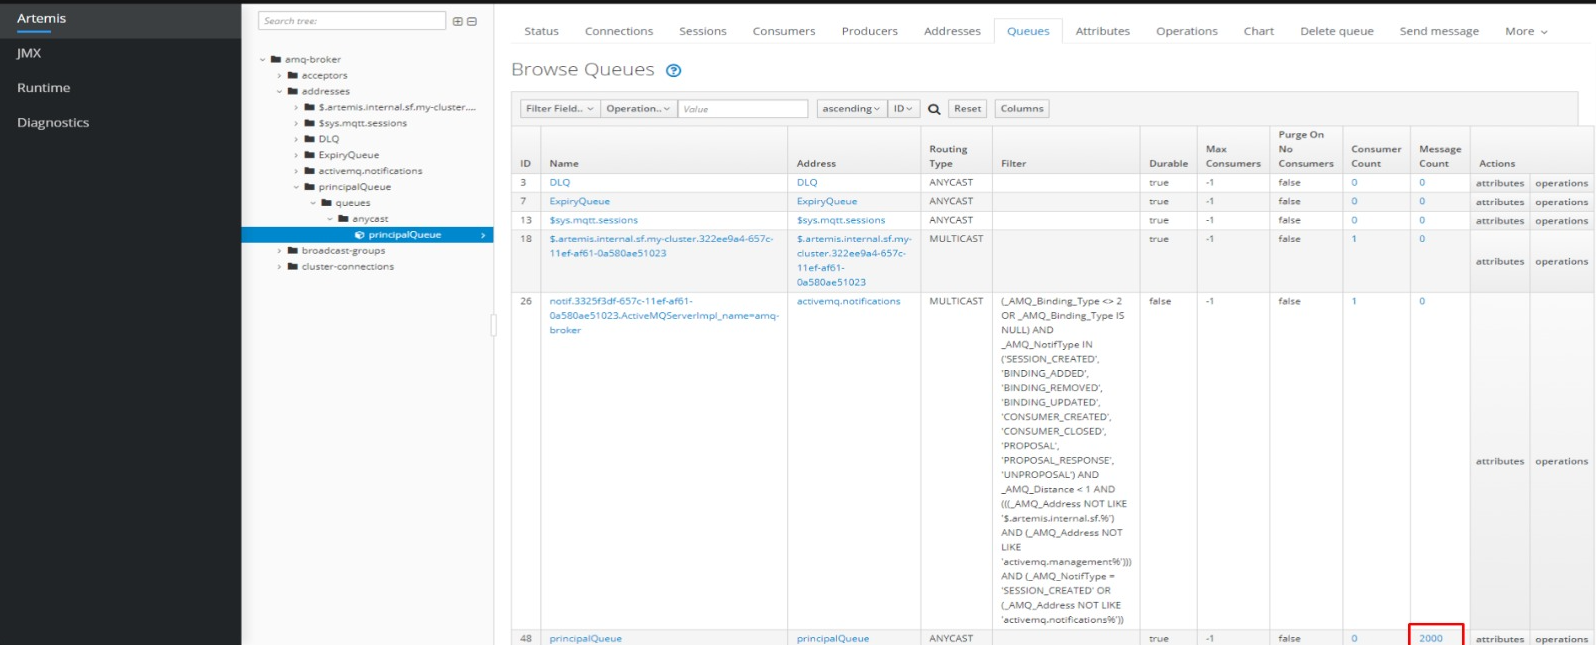 Artemis
JMX
Runtime
Diagnostics
Search tree:
amq-broker
acceptors
addresses
$.artemis.internal.sf.my-cluster....
$sys.mqtt.sessions
DLQ
ExpiryQueue
activemq.notifications
principalQueue
queues
anycast
principalQueue
broadcast-groups
cluster-connections
Status Connections Sessions Consumers Producers Addresses Queues Attributes Operations Chart Delete queue Send message More
Browse Queues ?
Filter Field.. Operation.. Value ascending ID Reset Columns
ID Name Address Routing Type Filter Durable Max Consumers Purge On No Consumers Consumer Count Message Count Actions
3 DLQ DLQ ANYCAST true -1 false 0 0 attributes operations
7 ExpiryQueue ExpiryQueue ANYCAST true -1 false 0 0 attributes operations
13 $sys.mqtt.sessions $sys.mqtt.sessions ANYCAST true -1 false 0 0 attributes operations
18 $.artemis.internal.sf.my-cluster.322ee9a4-657c-
11ef-af61-0a580ae51023
$.artemis.internal.sf.my-
cluster.322ee9a4-657c-
11ef-af61-
0a580ae51023
MULTICAST true -1 false 1 0 attributes operations
26 notif.3325f3df-657c-11ef-af61-
0a580ae51023.ActiveMQServerImpl_name=amq-
broker
activemq.notifications MULTICAST
(_AMQ_Binding_Type <> 2
OR _AMQ_Binding_Type IS
NULL) AND
_AMQ_NotifType IN
('SESSION_CREATED',
'BINDING_ADDED',
'BINDING_REMOVED',
'BINDING_UPDATED',
'CONSUMER_CREATED',
'CONSUMER_CLOSED',
'PROPOSAL',
'PROPOSAL_RESPONSE',
'UNPROPOSAL') AND
_AMQ_Distance < 1 AND
(((_AMQ_Address NOT LIKE
'$.artemis.internal.sf.%')
AND (_AMQ_Address NOT
LIKE
'activemq.management%')))
AND (_AMQ_NotifType =
'SESSION_CREATED' OR
(_AMQ_Address NOT LIKE
'activemq.notifications%'))
false -1 false 1 0 attributes operations
48 principalQueue principalQueue ANYCAST true -1 false 0 2000 attributes operations